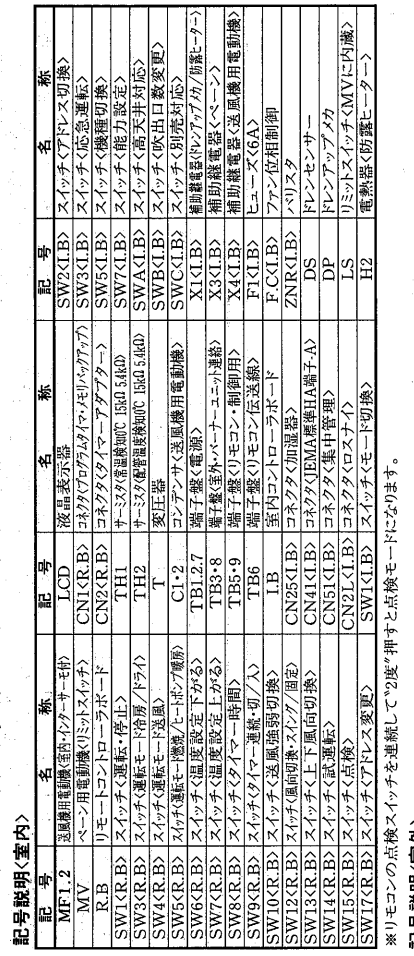 記号説明〈室内〉
記号 名称 記号 名称 記号 名称
MF1.2 送風機用電動機〈室内・インターサーモ付〉 LCD 液晶表示器 SW2〈I.B〉 スイッチ〈アドレス切換〉
MV ベーン用電動機〈リミットスイッチ〉 CN1〈R.B〉 コネクタ〈プログラムタイマ・メモリバックアップ〉 SW3〈I.B〉 スイッチ〈応急運転〉
R.B リモートコントローラボード CN2〈R.B〉 コネクタ〈タイマーアダプター〉 SW5〈I.B〉 スイッチ〈機種切換〉
SW1〈R.B〉 スイッチ〈運転・停止〉 TH1 サーミスタ〈常温検知0℃ 15kΩ 5.4kΩ〉 SW7〈I.B〉 スイッチ〈能力設定〉
SW3〈R.B〉 スイッチ〈運転モード冷房/ドライ〉 TH2 サーミスタ〈配管温度検知0℃ 15kΩ 5.4kΩ〉 SWA〈I.B〉 スイッチ〈高天井対応〉
SW4〈R.B〉 スイッチ〈運転モード送風〉 T 変圧器 SWB〈I.B〉 スイッチ〈吹出口数変更〉
SW5〈R.B〉 スイッチ〈運転モード燃焼/ヒートポンプ暖房〉 C1・2 コンデンサ〈送風機用電動機〉 SWC〈I.B〉 スイッチ〈別売対応〉
SW6〈R.B〉 スイッチ〈温度設定下がる〉 TB1.2.7 端子盤〈電源〉 X1〈I.B〉 補助継電器〈ドレンアップメカ/防露ヒーター〉
SW7〈R.B〉 スイッチ〈温度設定上がる〉 TB3・8 端子盤〈室外・バーナーユニット連絡〉 X3〈I.B〉 補助継電器〈ベーン〉
SW8〈R.B〉 スイッチ〈タイマー時間〉 TB5・9 端子盤〈リモコン・制御用〉 X4〈I.B〉 補助継電器〈送風機用電動機〉
SW9〈R.B〉 スイッチ〈タイマー連続・切/入〉 TB6 端子盤〈リモコン伝送線〉 F1〈I.B〉 ヒューズ〈6A〉
SW10〈R.B〉 スイッチ〈送風強弱切換〉 I.B 室内コントローラボード F.C〈I.B〉 ファン位相制御
SW12〈R.B〉 スイッチ〈風向切換・スイング/固定〉 CN25〈I.B〉 コネクタ〈加湿器〉 ZNR〈I.B〉 バリスタ
SW13〈R.B〉 スイッチ〈上下風向切換〉 CN41〈I.B〉 コネクタ〈JEMA標準HA端子-A〉 DS ドレンセンサー
SW14〈R.B〉 スイッチ〈試運転〉 CN51〈I.B〉 コネクタ〈集中管理〉 DP ドレンアップメカ
SW15〈R.B〉 スイッチ〈点検〉 CN2L〈I.B〉 コネクタ〈ロスナイ〉 LS リミットスイッチ〈MVに内蔵〉
SW17〈R.B〉 スイッチ〈アドレス変更〉 SW1〈I.B〉 スイッチ〈モード切換〉 H2 電熱器〈防露ヒーター〉
※リモコンの点検スイッチを連続して"2度"押すと点検モードになります。